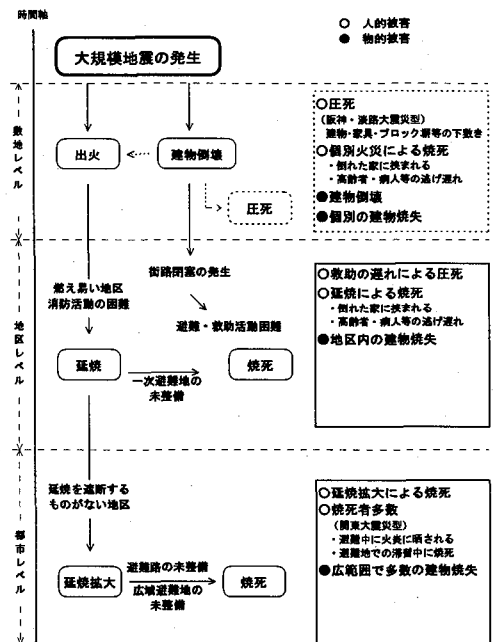 時間軸
○ 人的被害
● 物的被害
大規模地震の発生
敷地レベル
出火
建物倒壊
圧死
○圧死
(阪神・淡路大震災型)
建物・家具・ブロック塀等の下敷き
○個別火災による焼死
・倒れた家に挟まれる
・高齢者・病人等の逃げ遅れ
●建物倒壊
●個別の建物焼失
地区レベル
街路閉塞の発生
燃え易い地区
消防活動の困難
避難・救助活動困難
延焼
一次避難地の
未整備
焼死
○救助の遅れによる圧死
○延焼による焼死
・倒れた家に挟まれる
・高齢者・病人等の逃げ遅れ
●地区内の建物焼失
都市レベル
延焼を遮断する
ものがない地区
延焼拡大
避難路の未整備
広域避難地の
未整備
焼死
○延焼拡大による焼死
○焼死者多数
(関東大震災型)
・避難中に火炎に晒される
・避難地での滞留中に焼死
●広範囲で多数の建物焼失